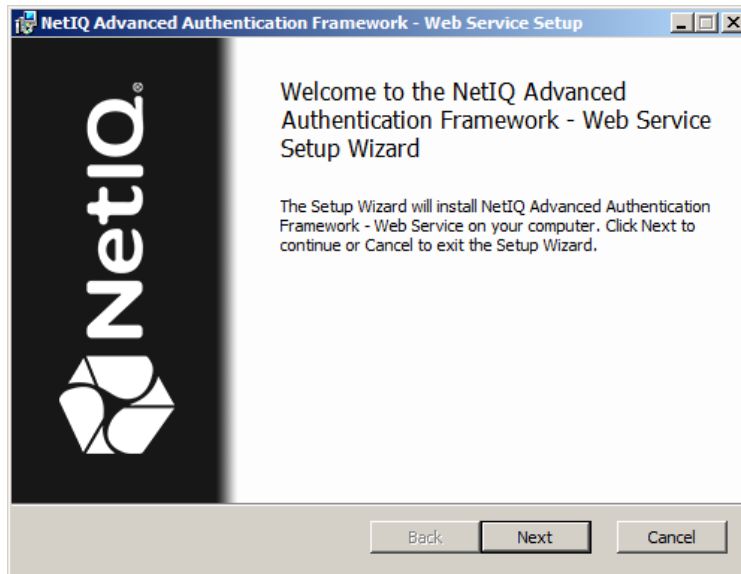 NetIQ Advanced Authentication Framework - Web Service Setup
NetIQ®
Welcome to the NetIQ Advanced
Authentication Framework - Web Service
Setup Wizard
The Setup Wizard will install NetIQ Advanced Authentication
Framework - Web Service on your computer. Click Next to
continue or Cancel to exit the Setup Wizard.
Back Next Cancel